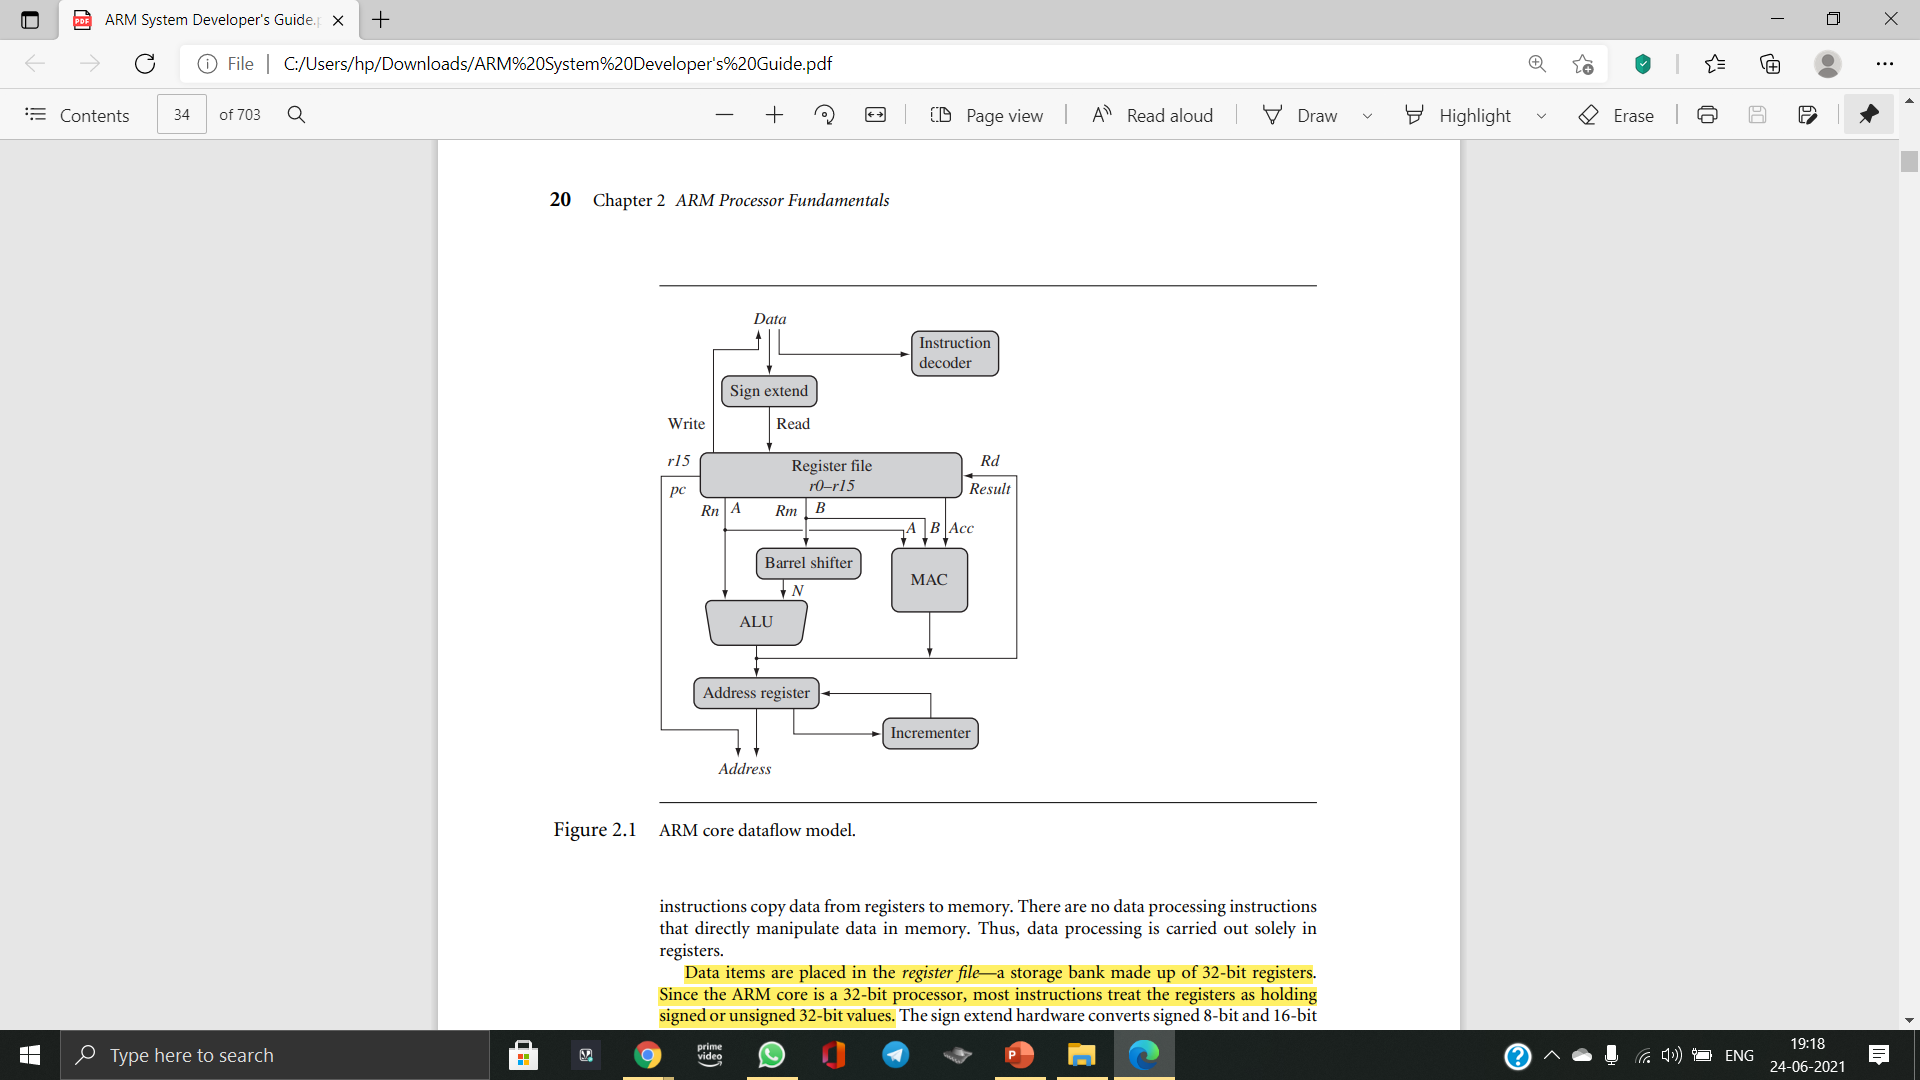 ARM System Developer's Guide.p
File
C:/Users/hp/Downloads/ARM%20System%20Developer's%20Guide.pdf
Contents
34
of 703
Page view
Read aloud
Draw
Highlight
Erase
20 Chapter 2 ARM Processor Fundamentals
Data
Instruction
decoder
Sign extend
Write
Read
r15
Register file
Rd
pc
r0–r15
Result
Rn A Rm B
A B Acc
Barrel shifter
MAC
N
ALU
Address register
Incrementer
Address
Figure 2.1 ARM core dataflow model.
instructions copy data from registers to memory. There are no data processing instructions
that directly manipulate data in memory. Thus, data processing is carried out solely in
registers.
Data items are placed in the register file—a storage bank made up of 32-bit registers.
Since the ARM core is a 32-bit processor, most instructions treat the registers as holding
signed or unsigned 32-bit values. The sign extend hardware converts signed 8-bit and 16-bit
Type here to search
prime
video
ENG
19:18
24-06-2021